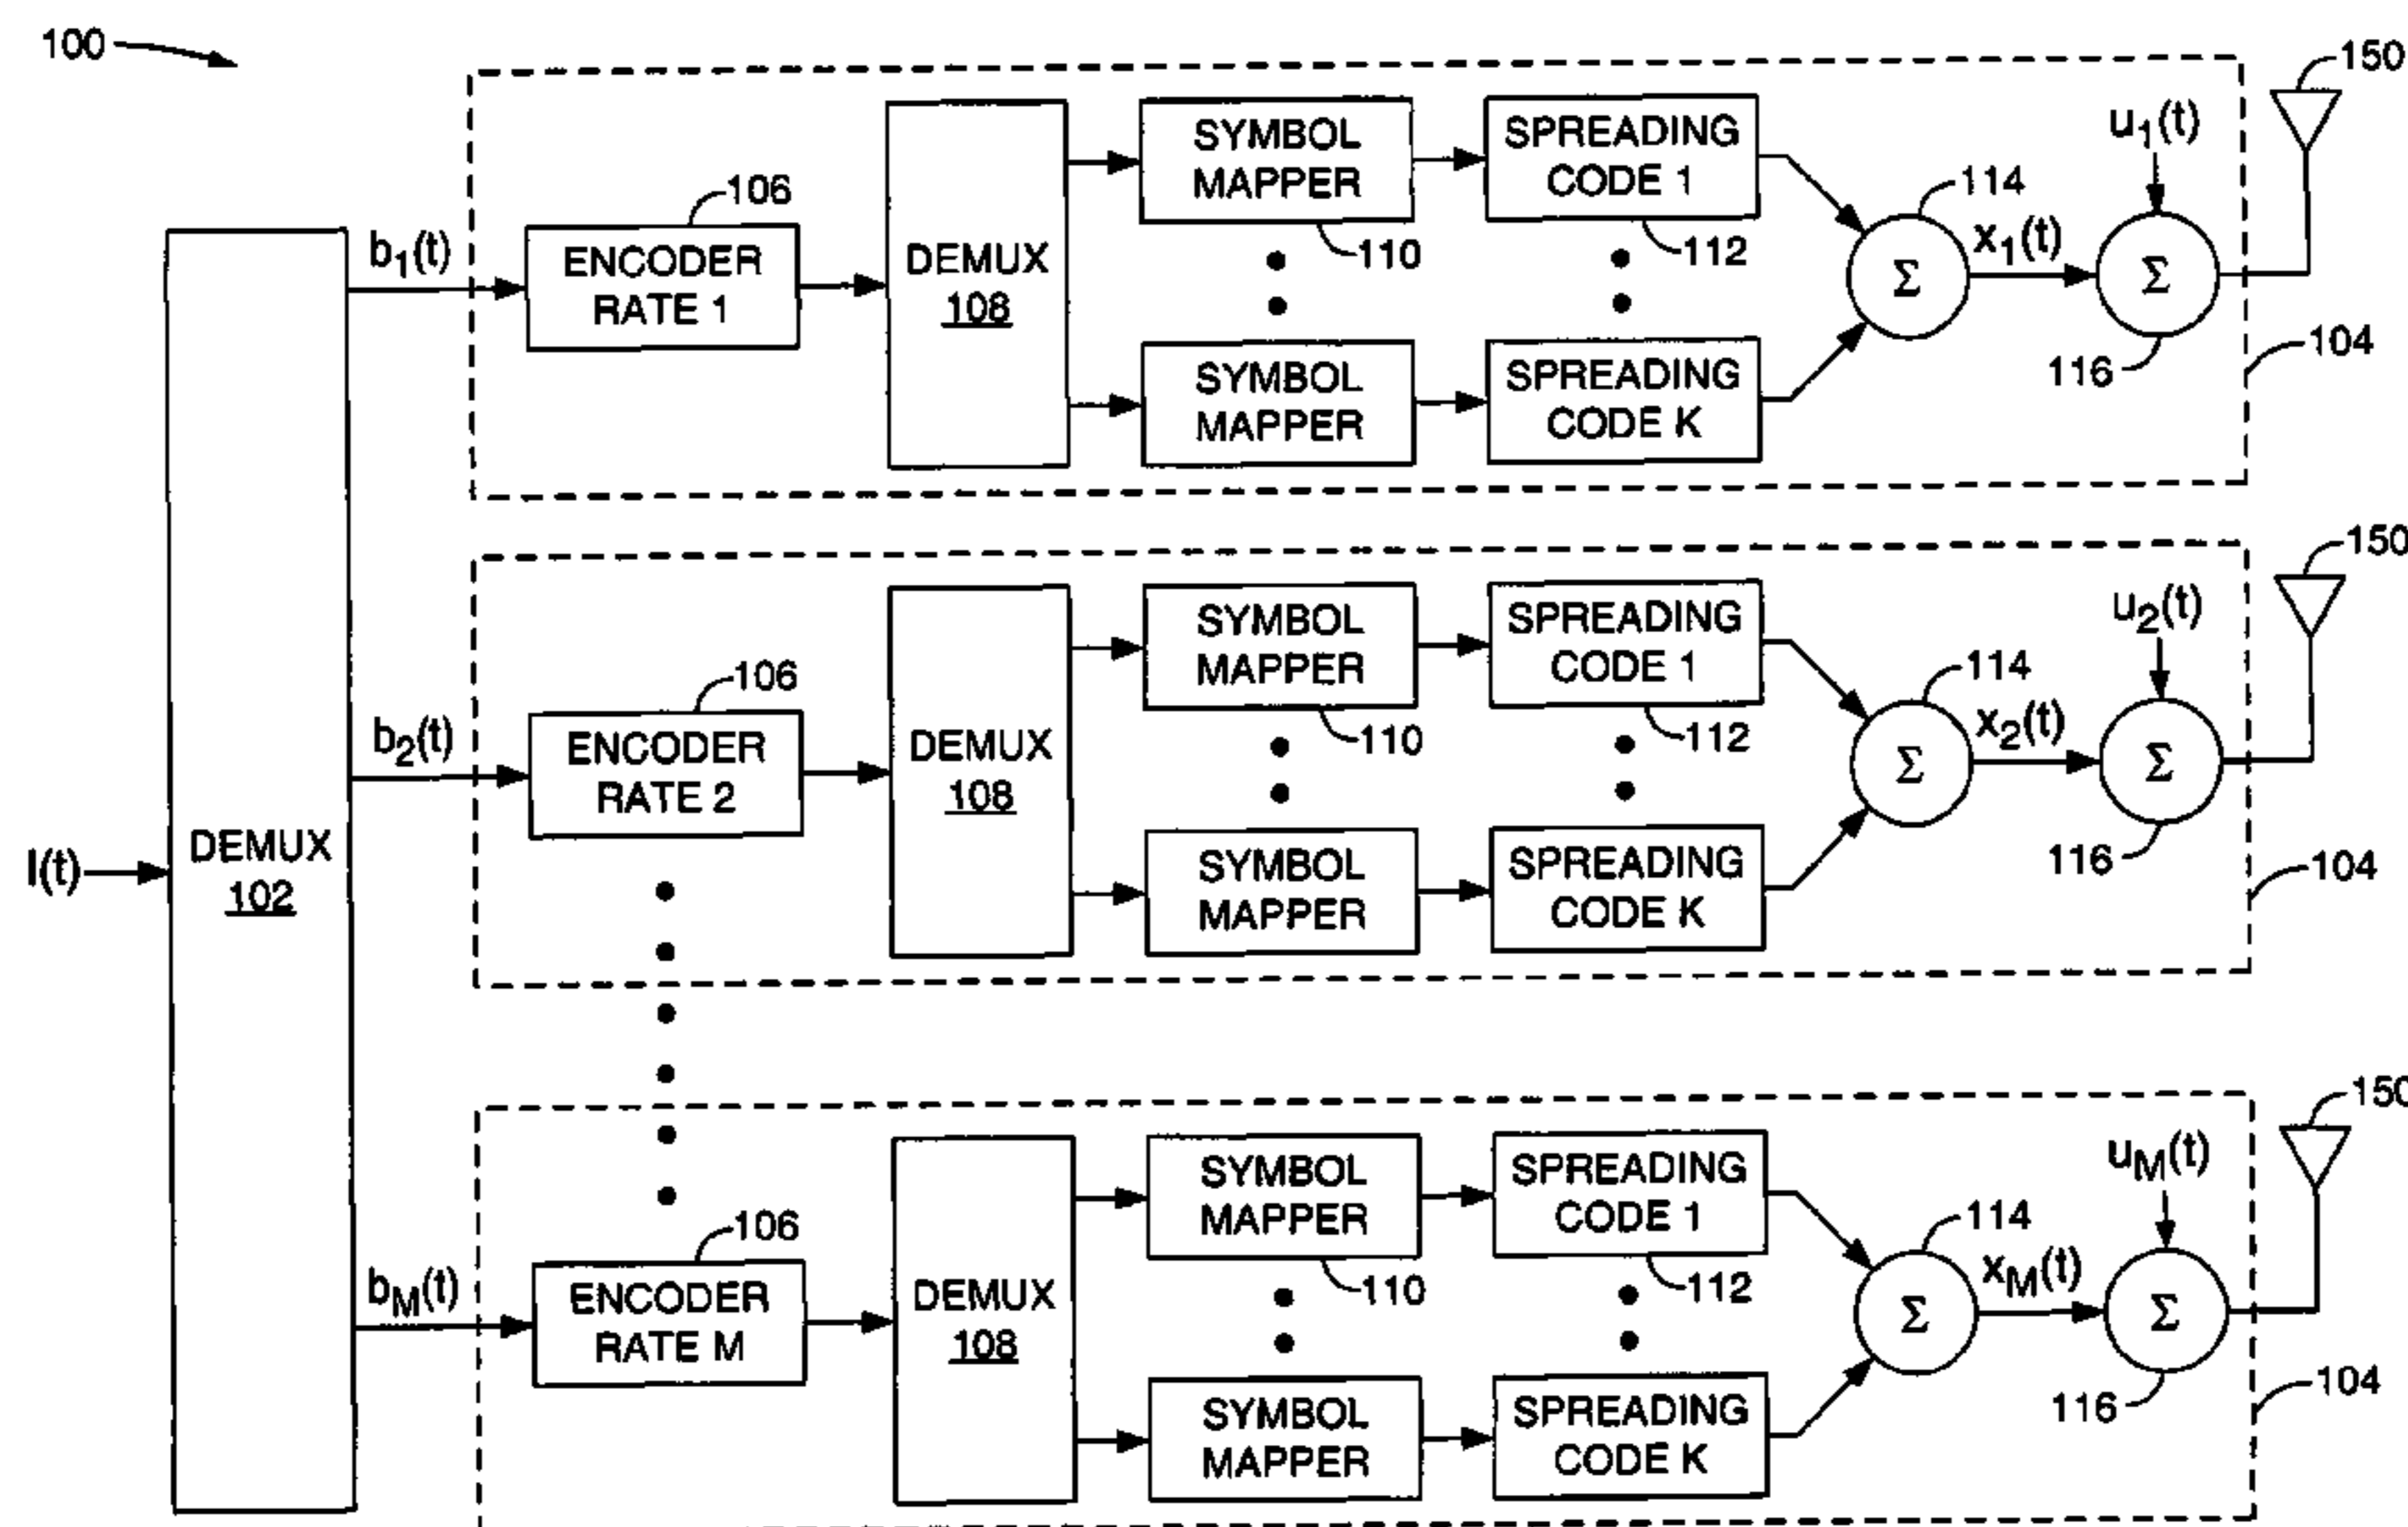 100
150
SYMBOL
MAPPER
SPREADING
CODE 1
u1(t)
106
114
b1(t)
ENCODER
RATE 1
DEMUX
108
110
112
Σ
x1(t)
Σ
104
116
SYMBOL
MAPPER
SPREADING
CODE K
150
SYMBOL
MAPPER
SPREADING
CODE 1
u2(t)
106
114
b2(t)
ENCODER
RATE 2
DEMUX
108
110
112
Σ
x2(t)
Σ
116
104
I(t)
DEMUX
102
SYMBOL
MAPPER
SPREADING
CODE K
150
SYMBOL
MAPPER
SPREADING
CODE 1
uM(t)
106
114
bM(t)
ENCODER
RATE M
DEMUX
108
110
112
Σ
xM(t)
Σ
104
116
SYMBOL
MAPPER
SPREADING
CODE K